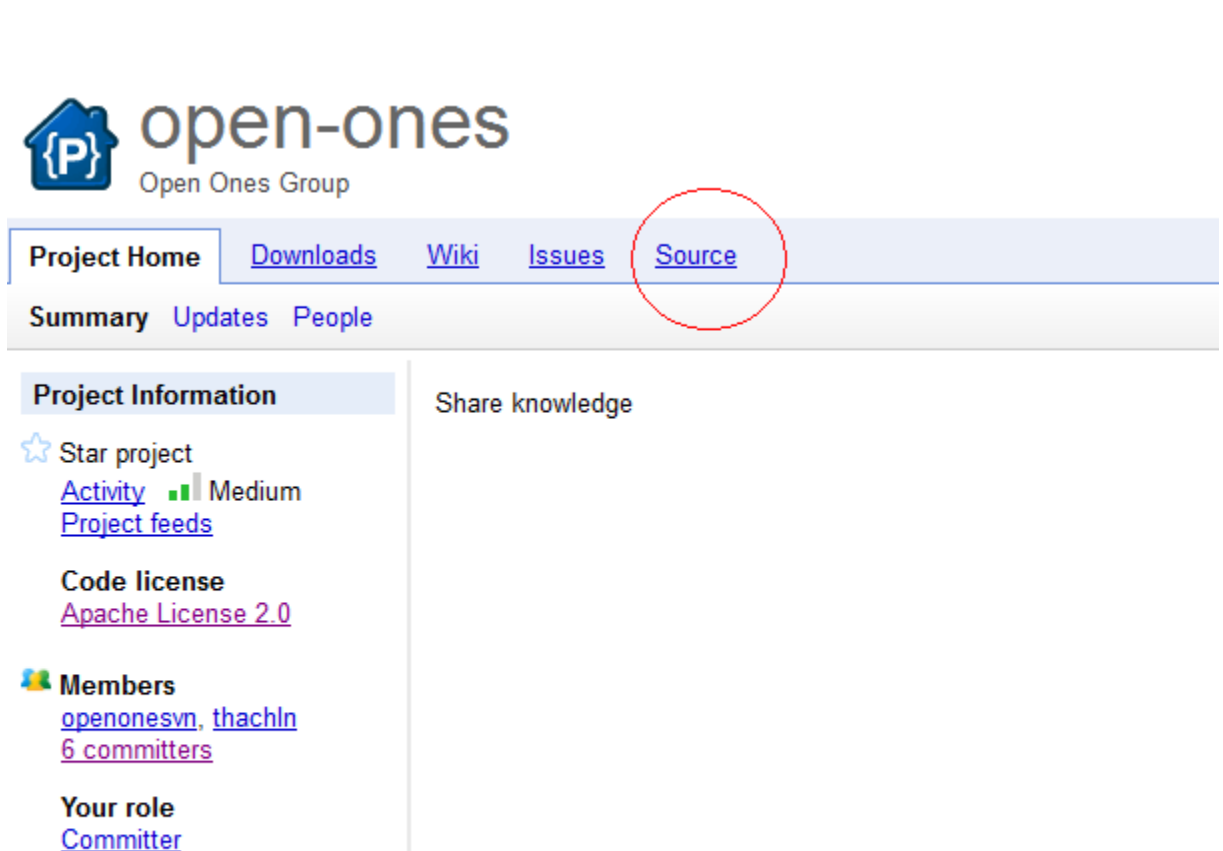 {P}
open-ones
Open Ones Group
Project Home Downloads Wiki Issues Source
Summary Updates People
Project Information
Share knowledge
Star project
Activity Medium
Project feeds
Code license
Apache License 2.0
Members
openonesvn, thachln
6 committers
Your role
Committer